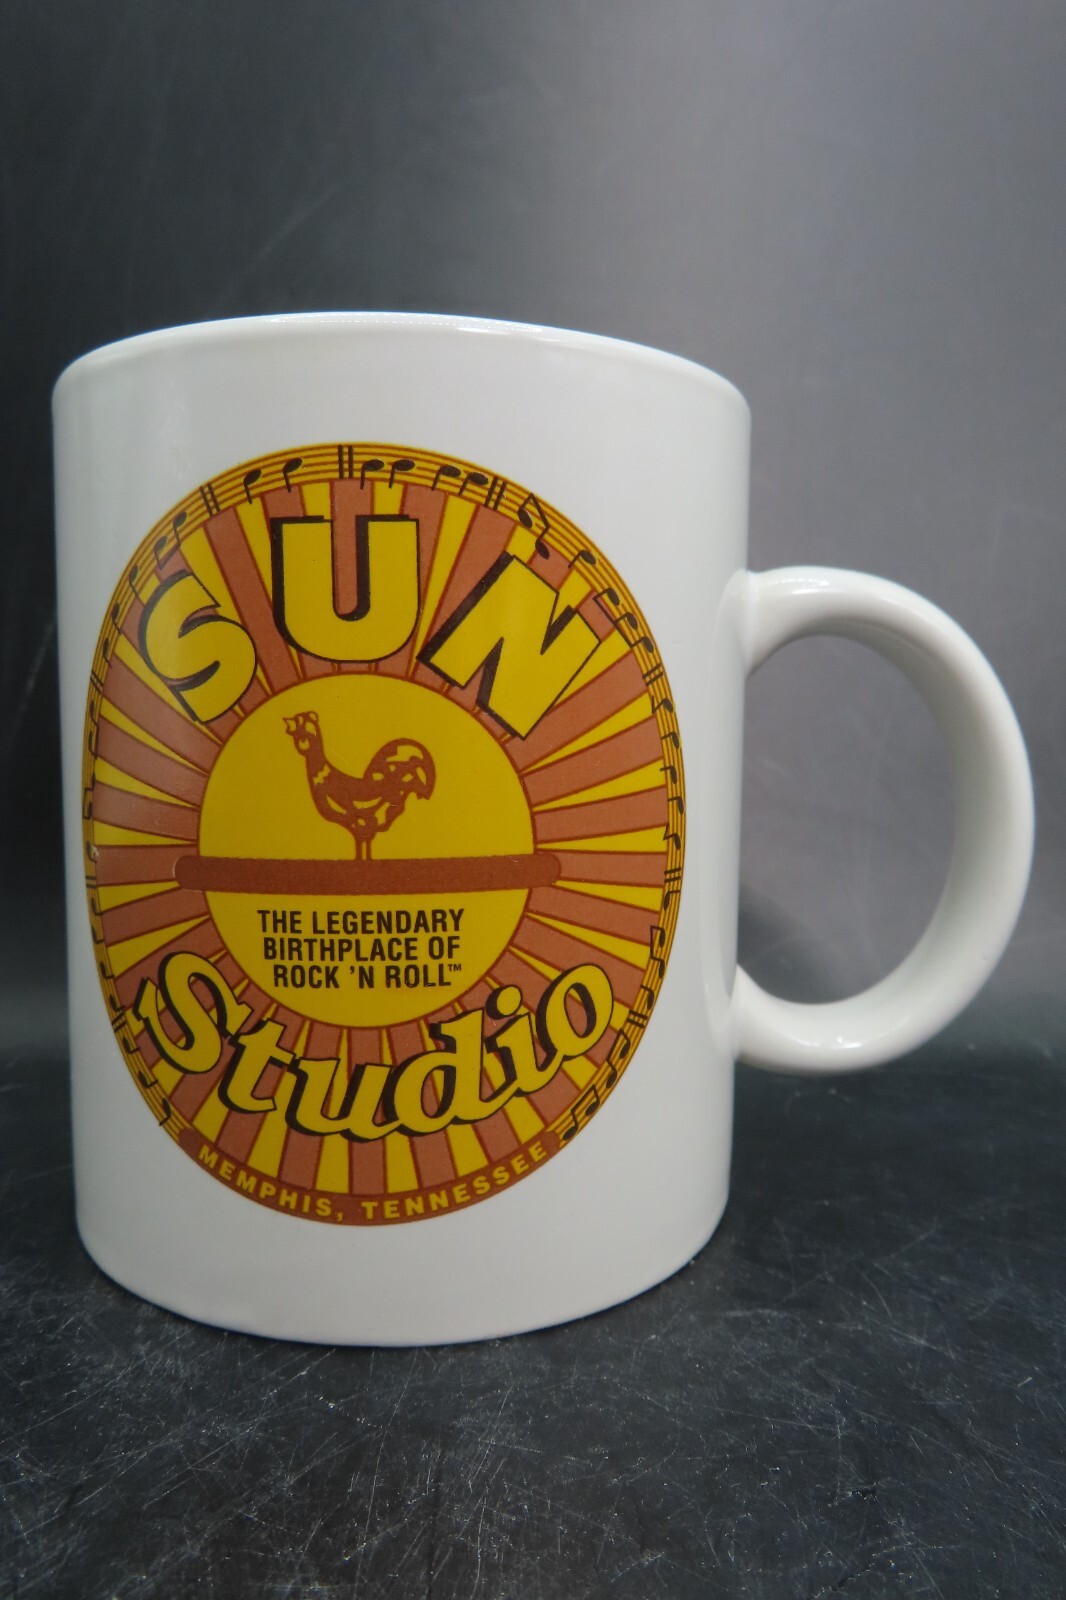 SUN
THE LEGENDARY
BIRTHPLACE OF
ROCK 'N ROLL™
Studio
MEMPHIS, TENNESSEE